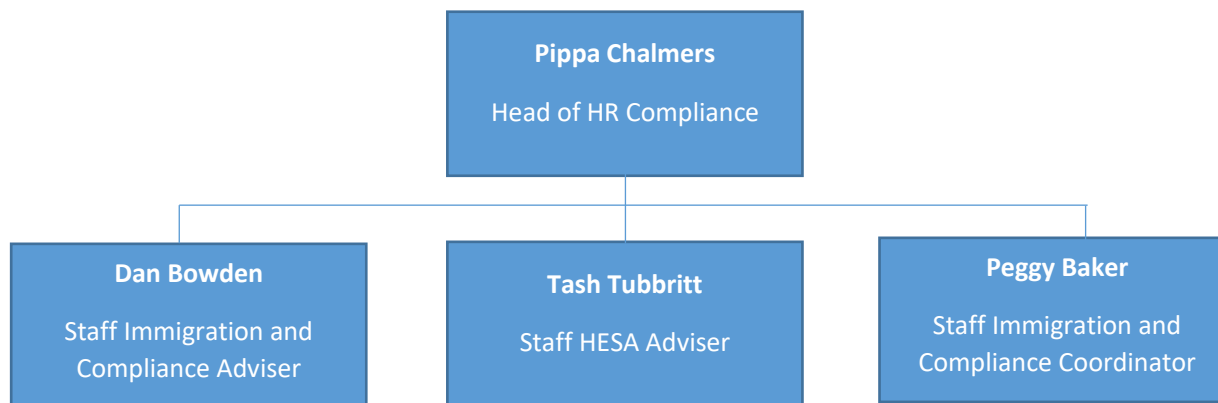 Pippa Chalmers
Head of HR Compliance
Dan Bowden
Staff Immigration and
Compliance Adviser
Tash Tubbritt
Staff HESA Adviser
Peggy Baker
Staff Immigration and
Compliance Coordinator